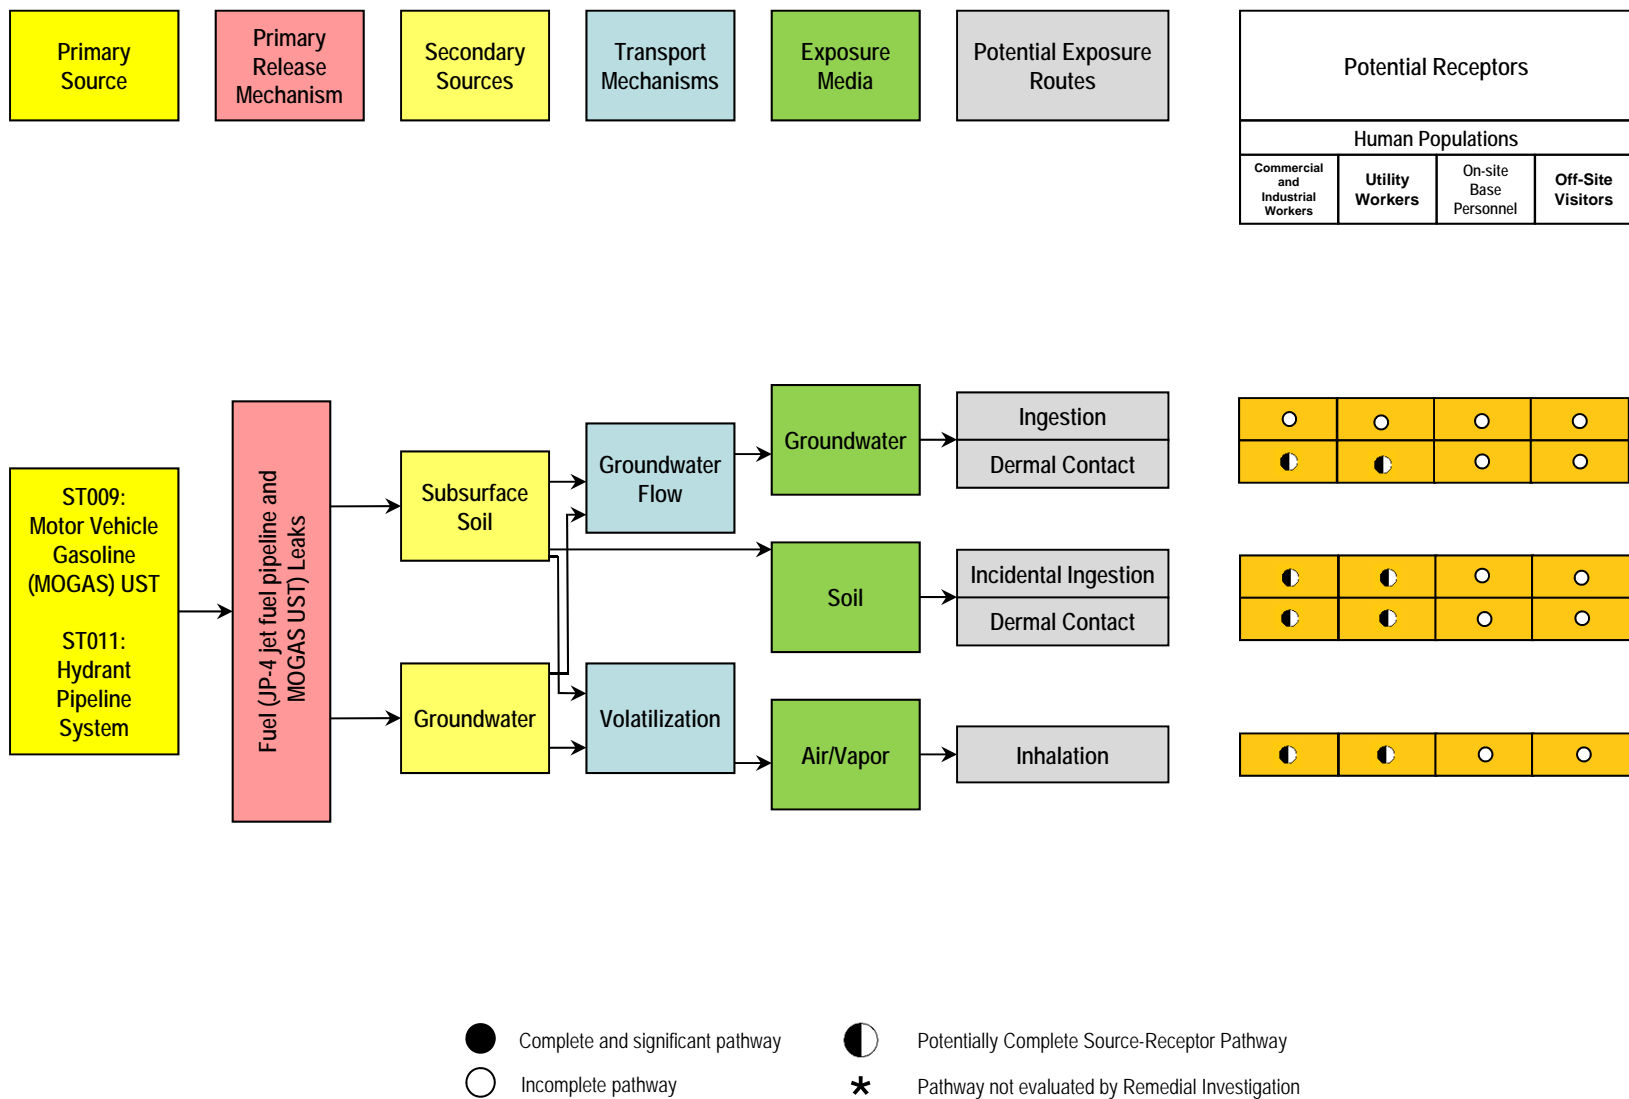 Primary
Source
Primary
Release
Mechanism
Secondary
Sources
Transport
Mechanisms
Exposure
Media
Potential Exposure
Routes
Potential Receptors
Human Populations
Commercial
and
Industrial
Workers
Utility
Workers
On-site
Base
Personnel
Off-Site
Visitors
ST009:
Motor Vehicle
Gasoline
(MOGAS) UST
ST011:
Hydrant
Pipeline
System
Fuel (JP-4 jet fuel pipeline and
MOGAS UST) Leaks
Subsurface
Soil
Groundwater
Groundwater
Flow
Volatilization
Groundwater
Soil
Air/Vapor
Ingestion
Dermal Contact
Incidental Ingestion
Dermal Contact
Inhalation
Complete and significant pathway
Potentially Complete Source-Receptor Pathway
Incomplete pathway
* Pathway not evaluated by Remedial Investigation